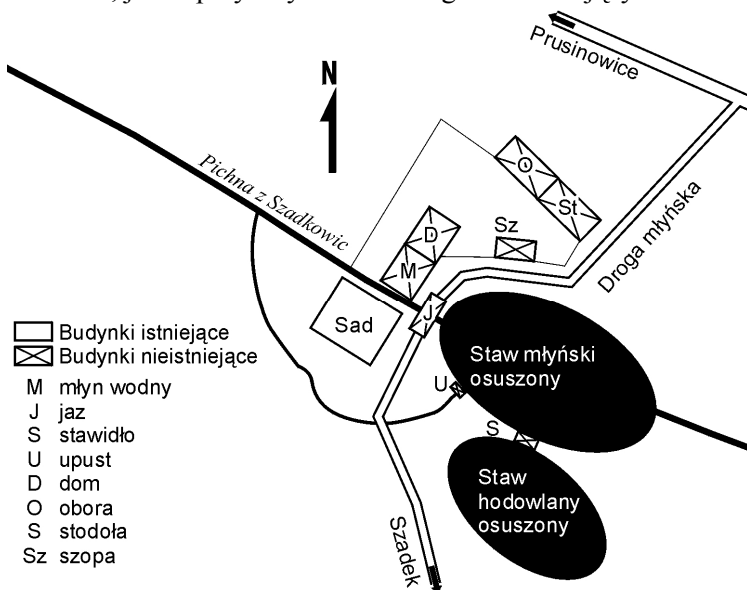 Prusinowice
N
Pichna z Szadkowic
O
St
Sz
D
M
Droga młyńska
J
Sad
Staw młyński
osuszony
U
S
Staw
hodowlany
osuszony
Szadek
Budynki istniejące
Budynki nieistniejące
M młyn wodny
J jaz
S stawidło
U upust
D dom
O obora
S stodoła
Sz szopa